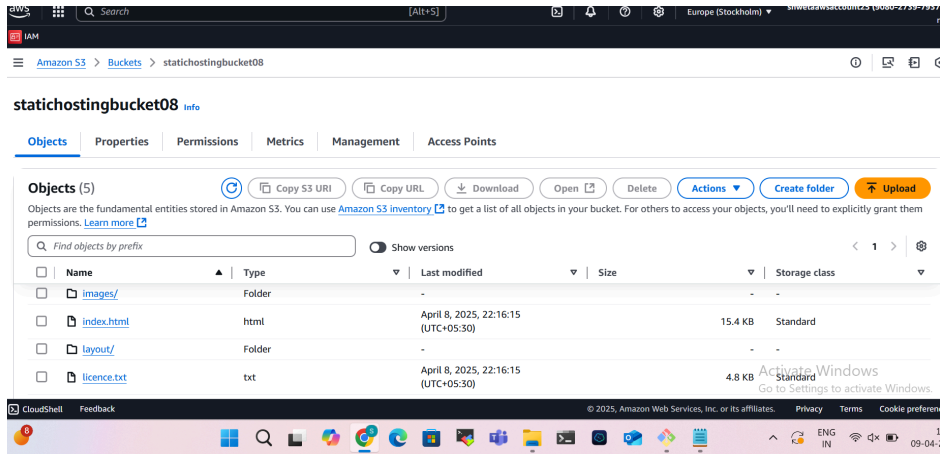 aws
Search [Alt+S] Europe (Stockholm)
IAM
Amazon S3 > Buckets > statichostingbucket08
statichostingbucket08 Info
Objects Properties Permissions Metrics Management Access Points
Objects (5) Copy S3 URI Copy URL Download Open Delete Actions Create folder Upload
Objects are the fundamental entities stored in Amazon S3. You can use Amazon S3 inventory to get a list of all objects in your bucket. For others to access your objects, you'll need to explicitly grant them
permissions. Learn more
Find objects by prefix Show versions 1
Name Type Last modified Size Storage class
images/ Folder - - -
index.html html April 8, 2025, 22:16:15 (UTC+05:30) 15.4 KB Standard
layout/ Folder - - -
licence.txt txt April 8, 2025, 22:16:15 (UTC+05:30) 4.8 KB Standard
Activate Windows
Go to Settings to activate Windows.
CloudShell Feedback © 2025, Amazon Web Services, Inc. or its affiliates. Privacy Terms Cookie preferen
8 ENG
IN 09-04-2